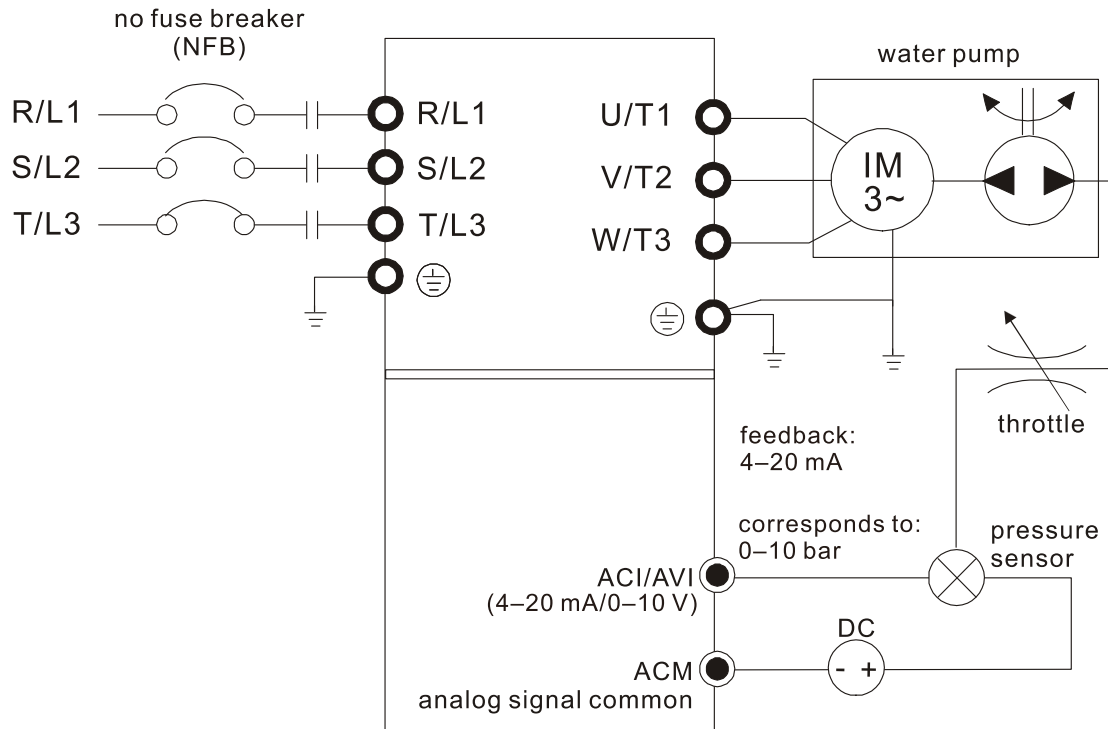 no fuse breaker
(NFB)
water pump
R/L1
R/L1
U/T1
S/L2
S/L2
V/T2
IM
3~
T/L3
T/L3
W/T3
throttle
feedback:
4–20 mA
corresponds to:
0–10 bar
pressure
sensor
ACI/AVI
(4–20 mA/0–10 V)
DC
- +
ACM
analog signal common